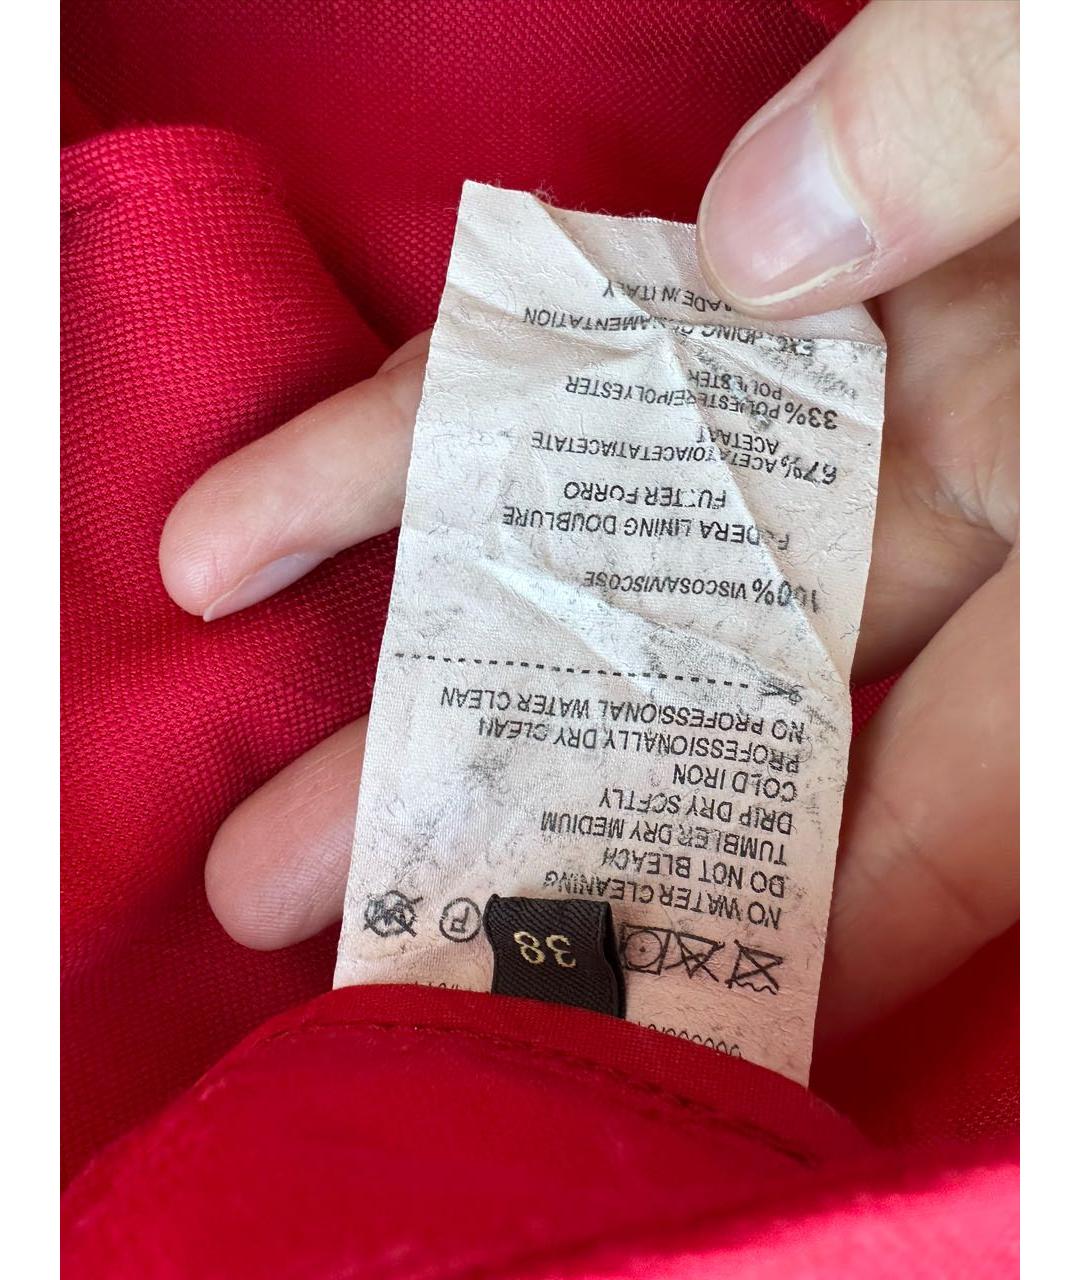 38
NO WATER CLEANING
DO NOT BLEACH
TUMBLER DRY MEDIUM
DRIP DRY SOFTLY
COLD IRON
PROFESSIONALLY DRY CLEAN
NO PROFESSIONAL WATER CLEAN
100% VISCOSA/VISCOSE
FODERA LINING DOUBLURE
FUTTER FORRO
67% ACETATO/ACETAT/ACETATE
ACETAAT
33% POLIESTERE/POLYESTER
POLYESTER
EXCLUDING ORNAMENTATION
MADE IN ITALY